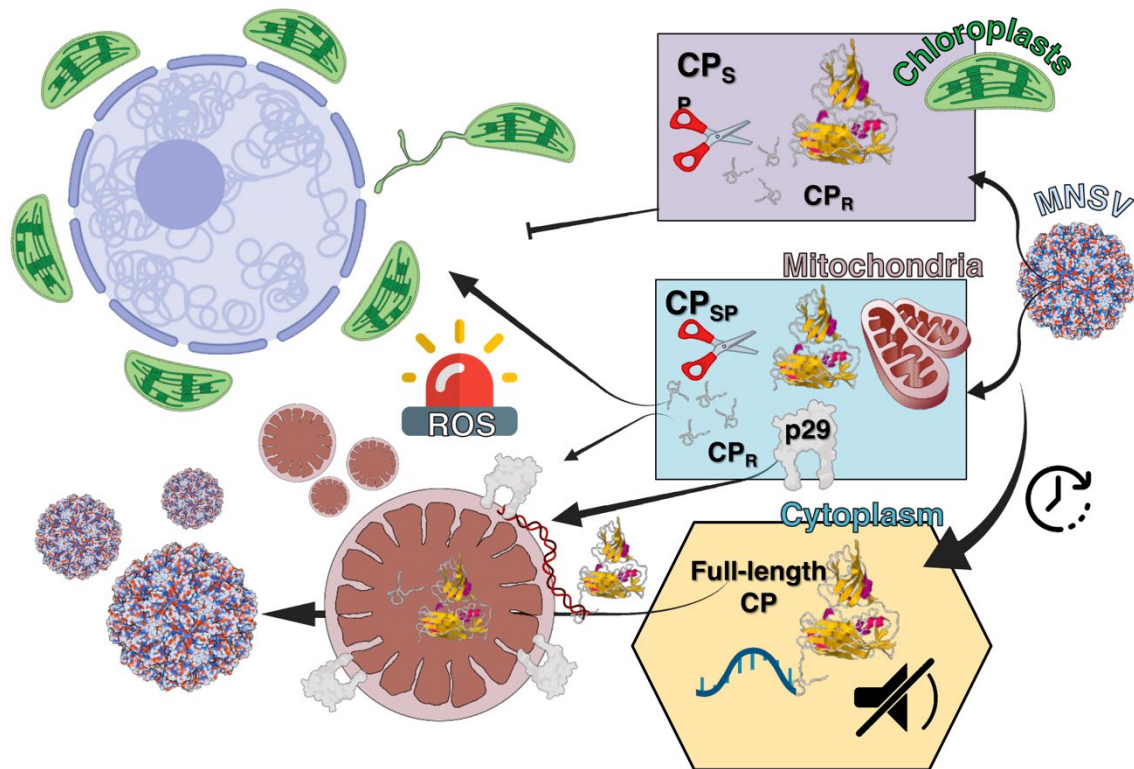 Chloroplasts
CPS
P
CPR
MNSV
Mitochondria
CPSP
ROS
p29
CPR
Cytoplasm
Full-length
CP